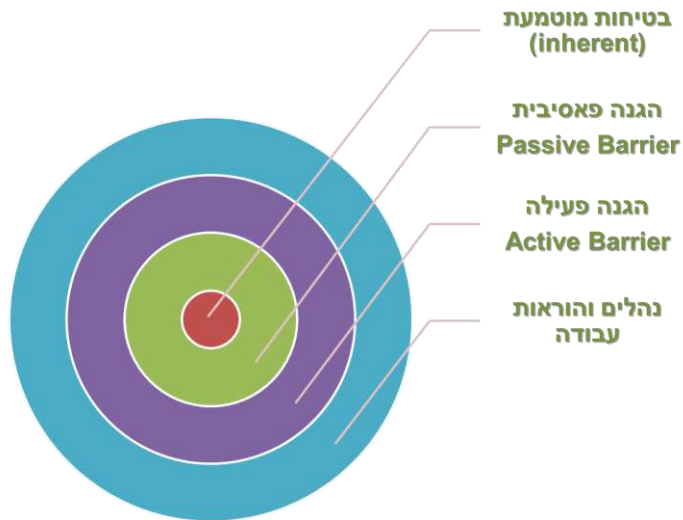 בטיחות מוטמעת
(inherent)
הגנה פאסיבית
Passive Barrier
הגנה פעילה
Active Barrier
נהלים והוראות
עבודה